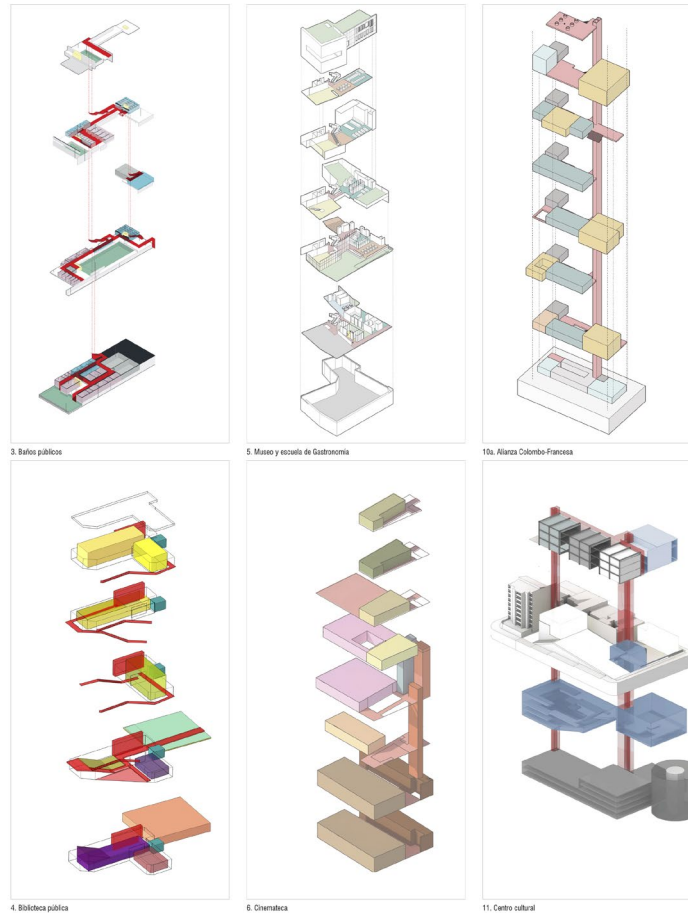 3. Baños públicos
5. Museo y escuela de Gastronomía
10a. Alianza Colombo-Francesa
4. Biblioteca pública
6. Cinemateca
11. Centro cultural